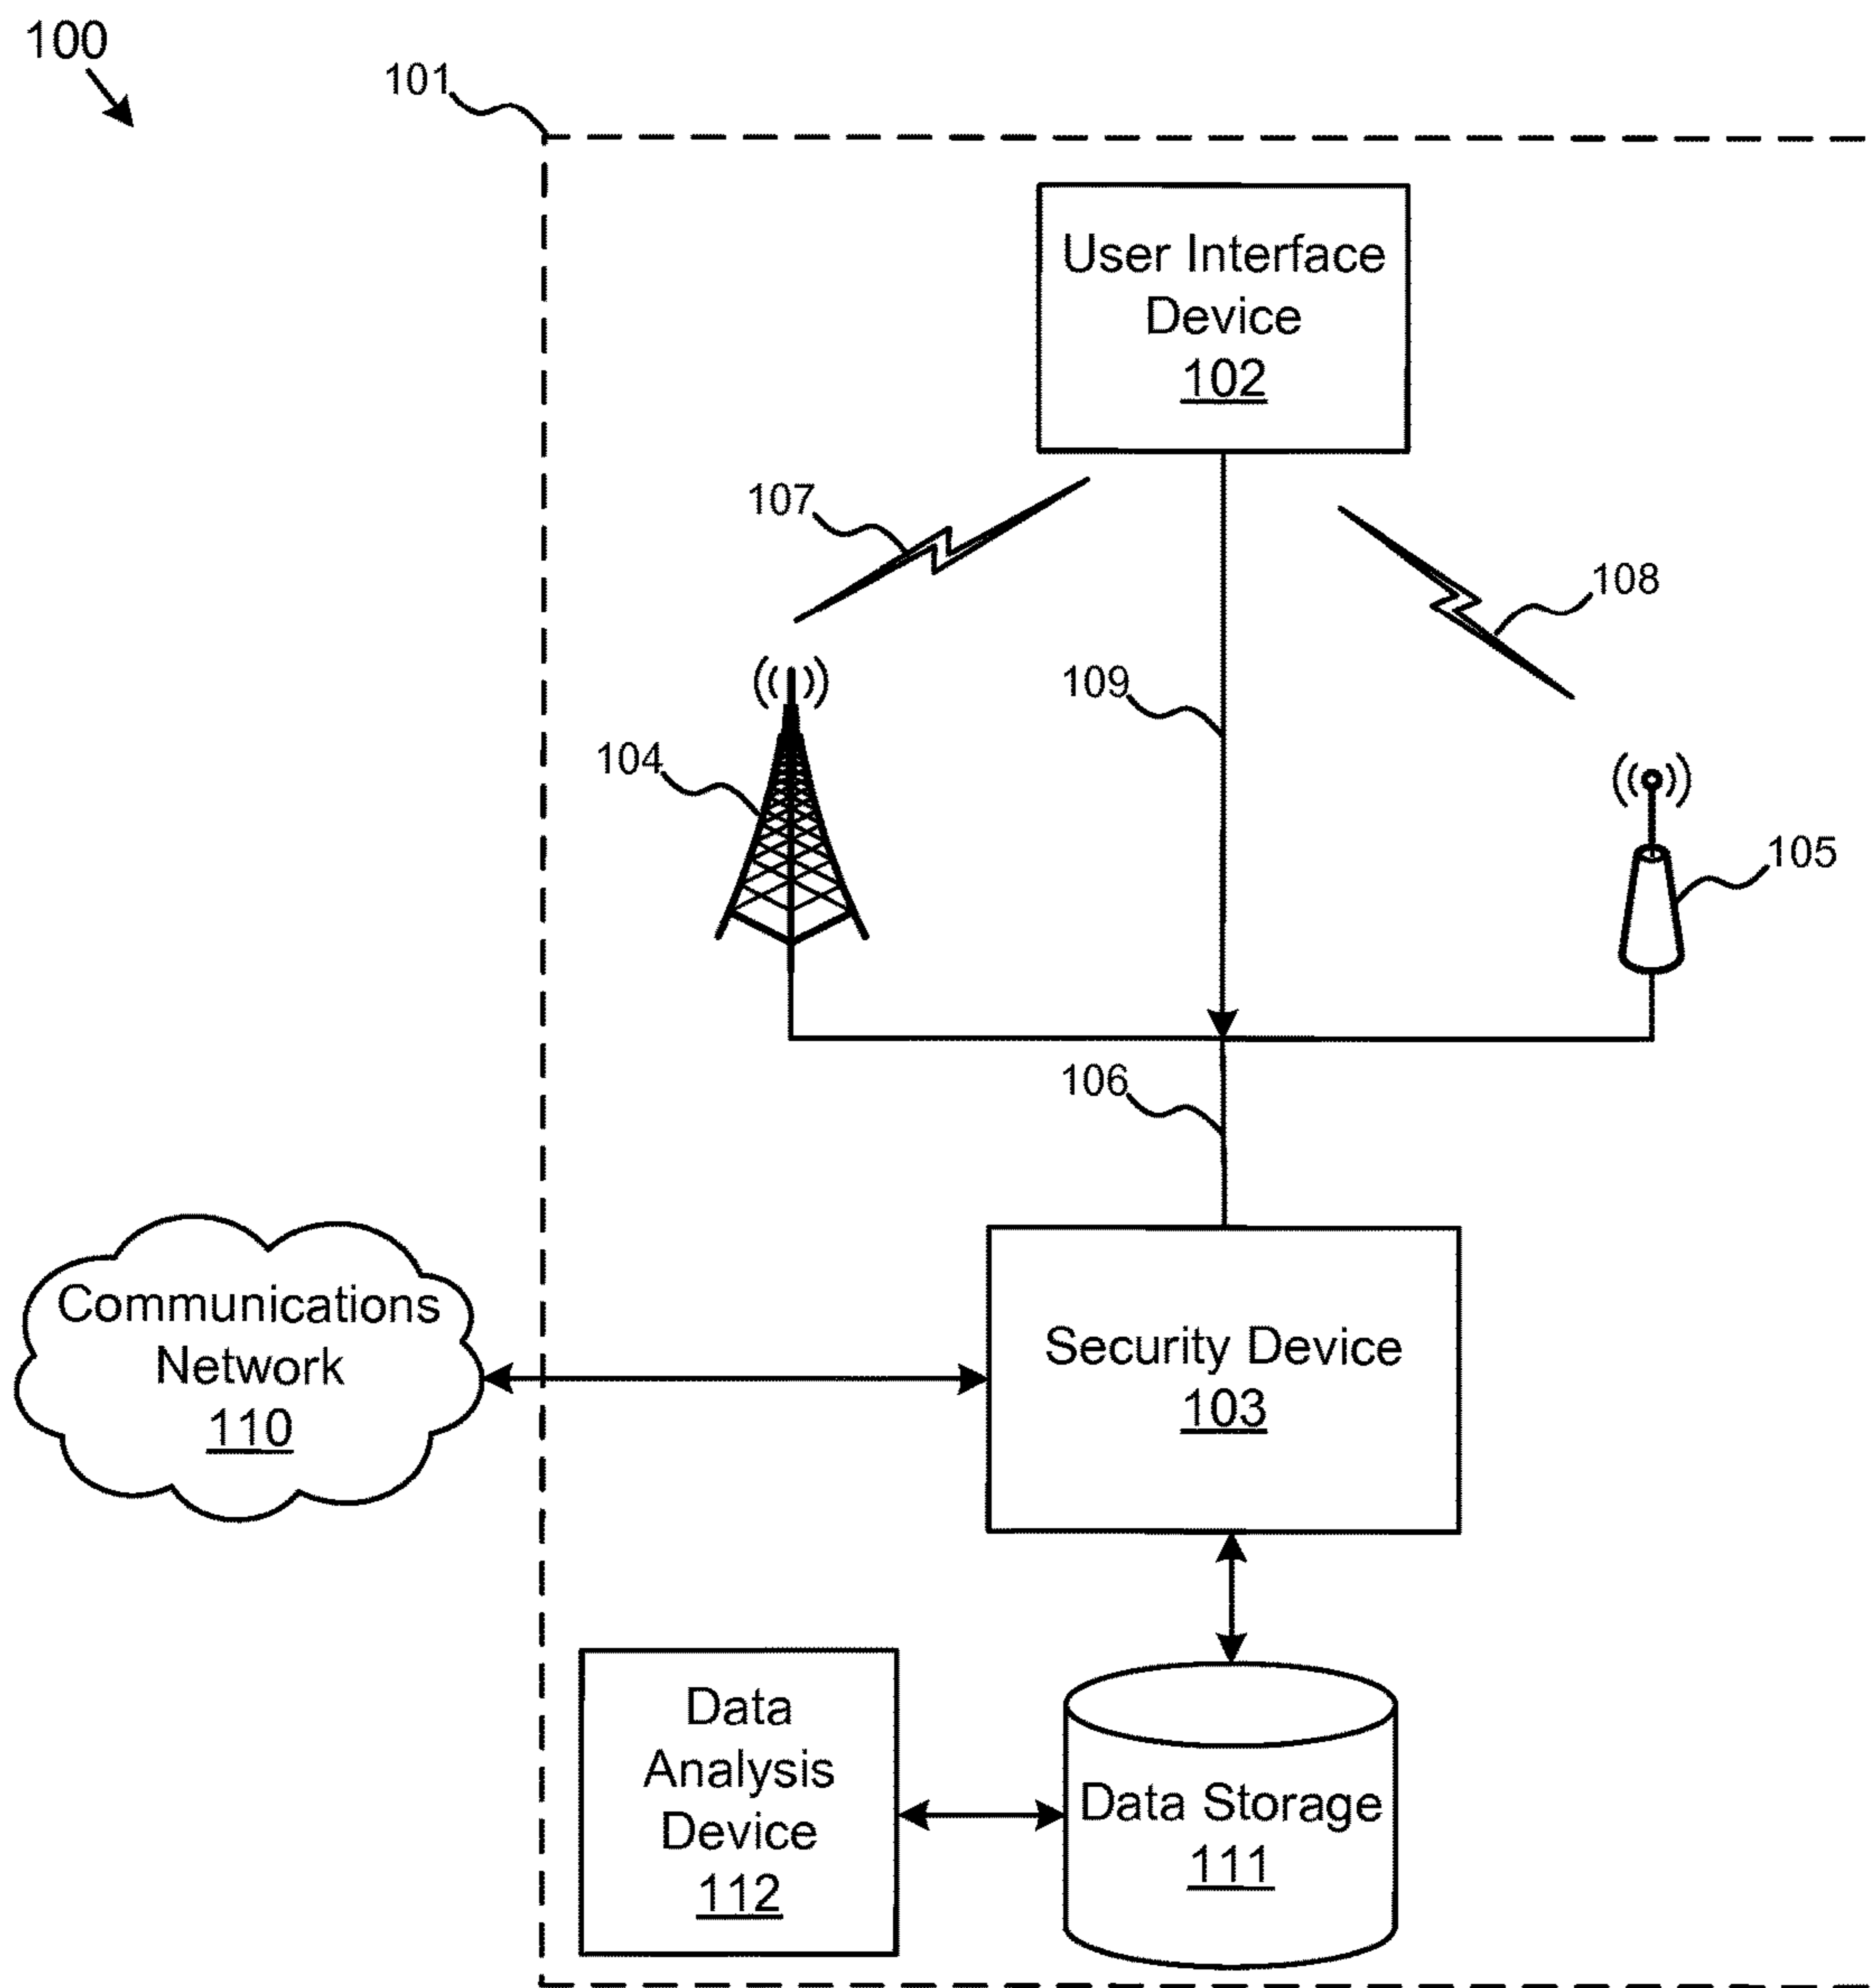 100
101
User Interface
Device
102
107
108
109
104
105
106
Communications
Network
110
Security Device
103
Data
Analysis
Device
112
Data Storage
111